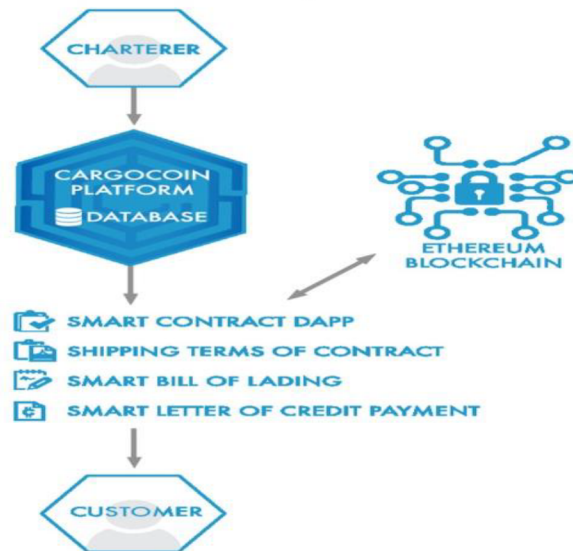 CHARTERER
CARGOCOIN
PLATFORM
DATABASE
ETHEREUM
BLOCKCHAIN
SMART CONTRACT DAPP
SHIPPING TERMS OF CONTRACT
SMART BILL OF LADING
SMART LETTER OF CREDIT PAYMENT
CUSTOMER